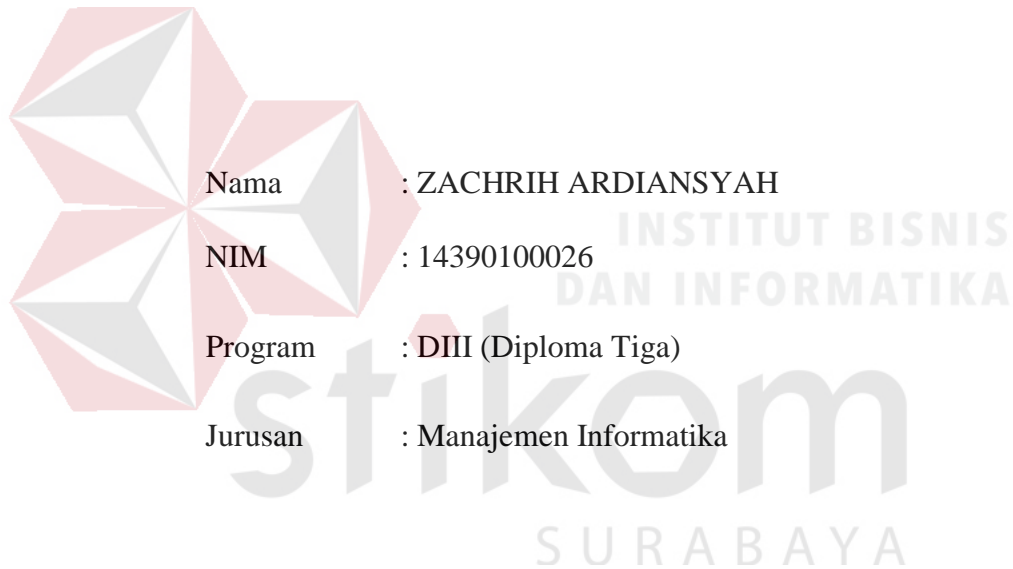 Nama : ZACHRIH ARDIANSYAH
INSTITUT BISNIS
NIM : 14390100026
DAN INFORMATIKA
Program : DIII (Diploma Tiga)
stikom
Jurusan : Manajemen Informatika
SURABAYA